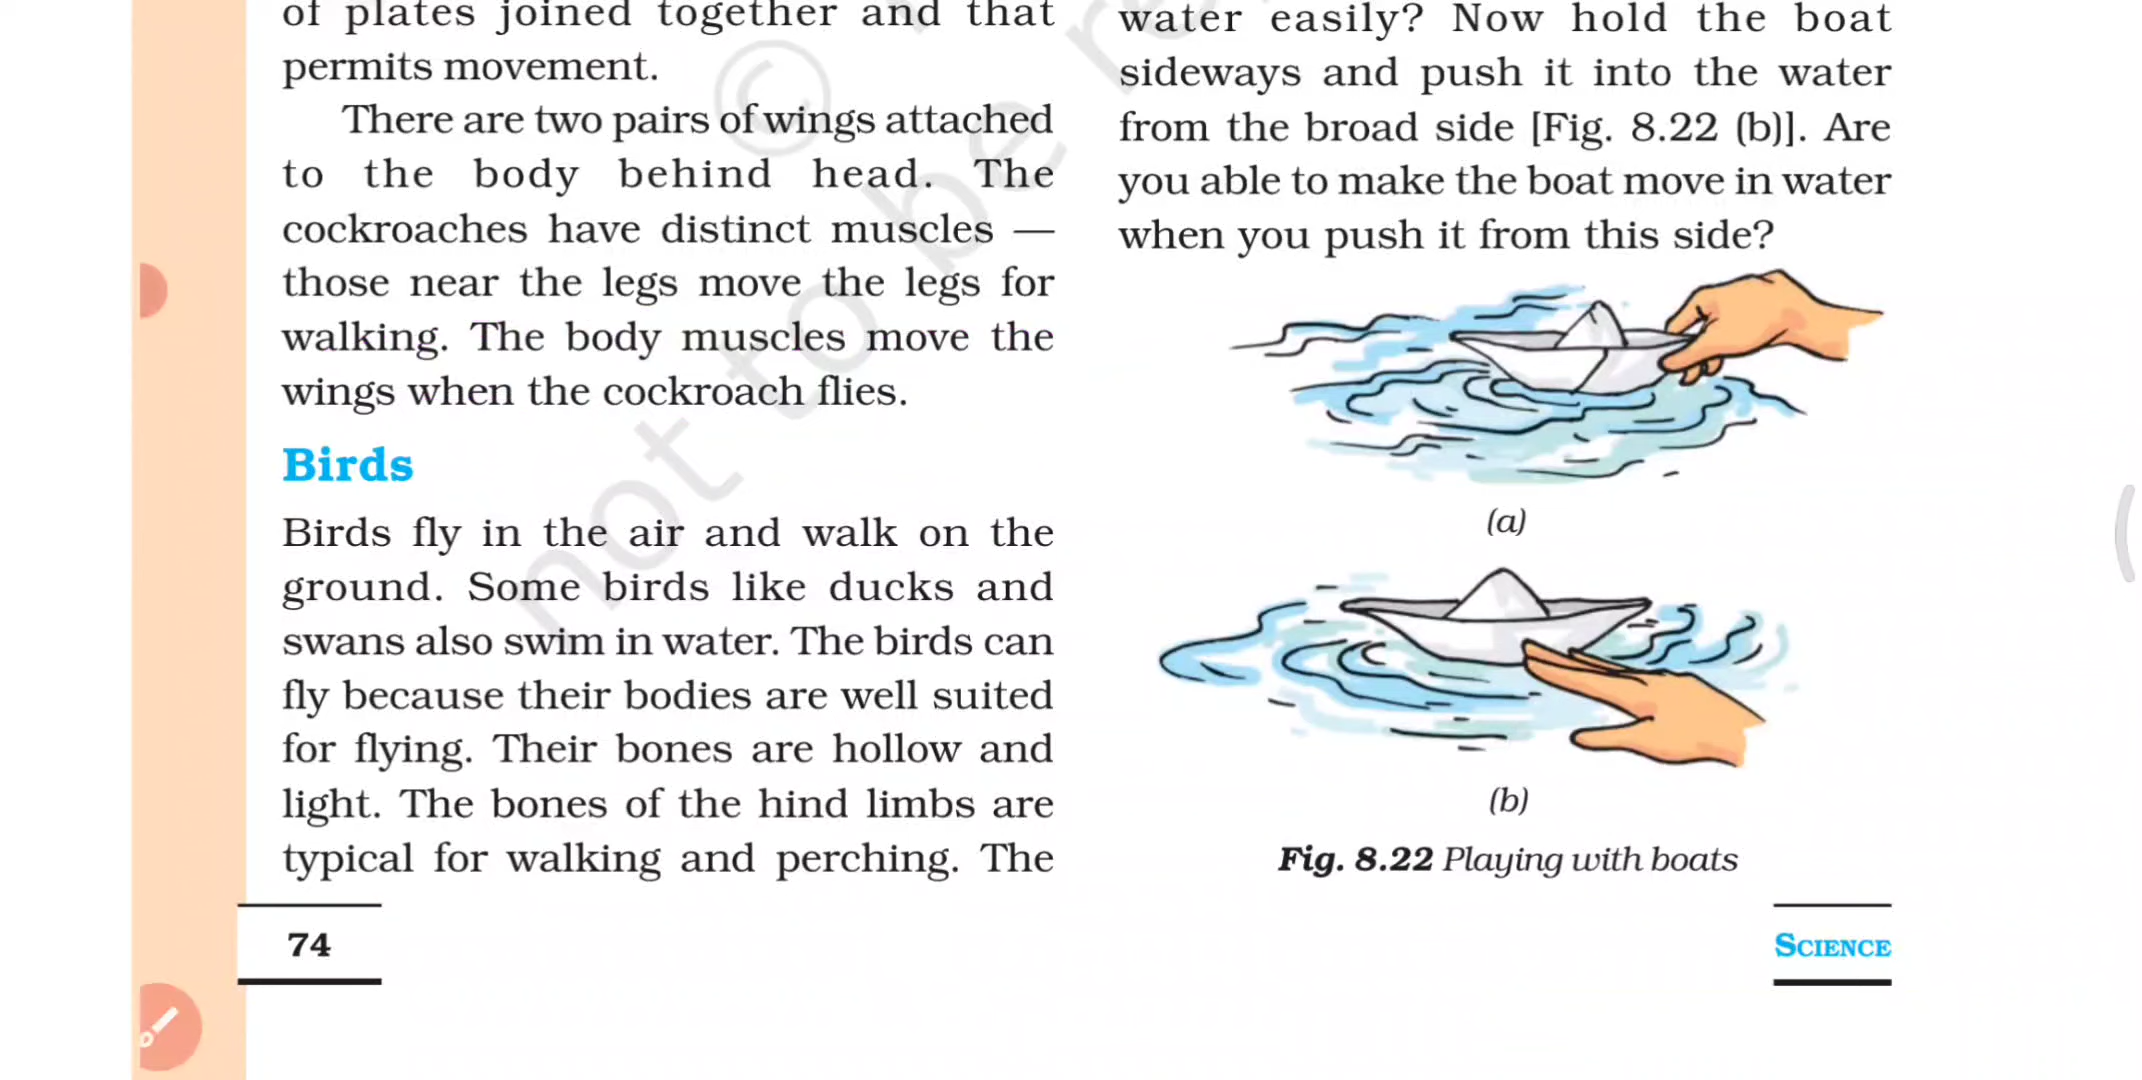 of plates joined together and that
permits movement.
There are two pairs of wings attached
to the body behind head. The
cockroaches have distinct muscles —
those near the legs move the legs for
walking. The body muscles move the
wings when the cockroach flies.
Birds
Birds fly in the air and walk on the
ground. Some birds like ducks and
swans also swim in water. The birds can
fly because their bodies are well suited
for flying. Their bones are hollow and
light. The bones of the hind limbs are
typical for walking and perching. The
74
water easily? Now hold the boat
sideways and push it into the water
from the broad side [Fig. 8.22 (b)]. Are
you able to make the boat move in water
when you push it from this side?
(a)
(b)
Fig. 8.22 Playing with boats
SCIENCE
©
not to be re